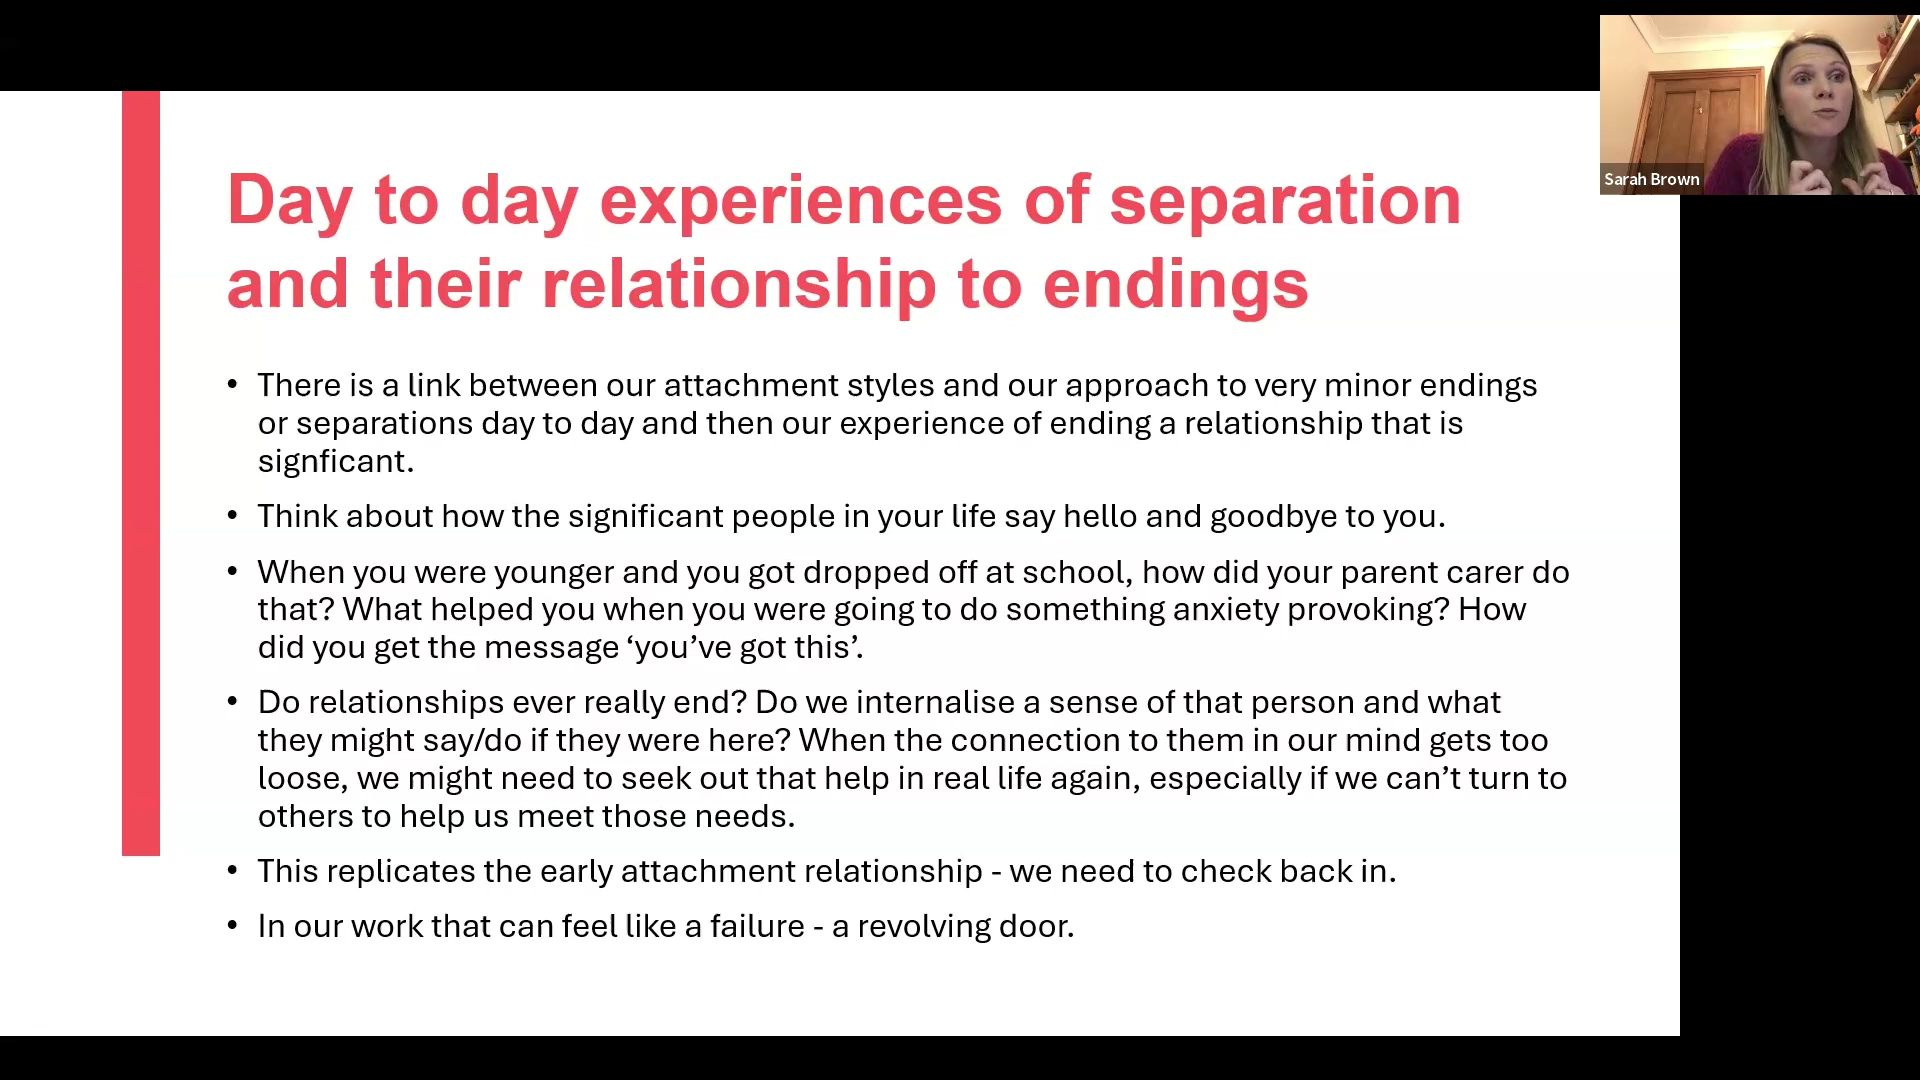 Sarah Brown
Day to day experiences of separation
and their relationship to endings
• There is a link between our attachment styles and our approach to very minor endings
or separations day to day and then our experience of ending a relationship that is
signficant.
• Think about how the significant people in your life say hello and goodbye to you.
• When you were younger and you got dropped off at school, how did your parent carer do
that? What helped you when you were going to do something anxiety provoking? How
did you get the message ‘you’ve got this’.
• Do relationships ever really end? Do we internalise a sense of that person and what
they might say/do if they were here? When the connection to them in our mind gets too
loose, we might need to seek out that help in real life again, especially if we can’t turn to
others to help us meet those needs.
• This replicates the early attachment relationship - we need to check back in.
• In our work that can feel like a failure - a revolving door.